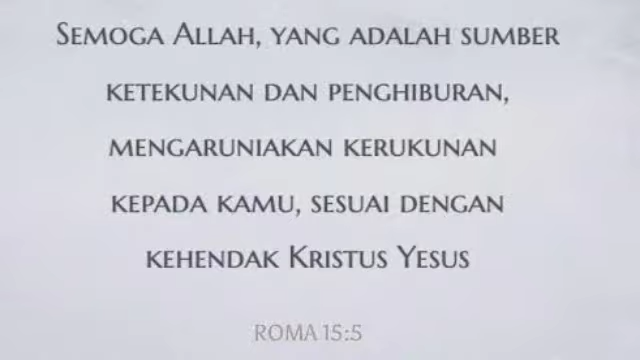 Semoga Allah, yang adalah sumber
ketekunan dan penghiburan,
mengaruniakan kerukunan
kepada kamu, sesuai dengan
kehendak Kristus Yesus
ROMA 15:5